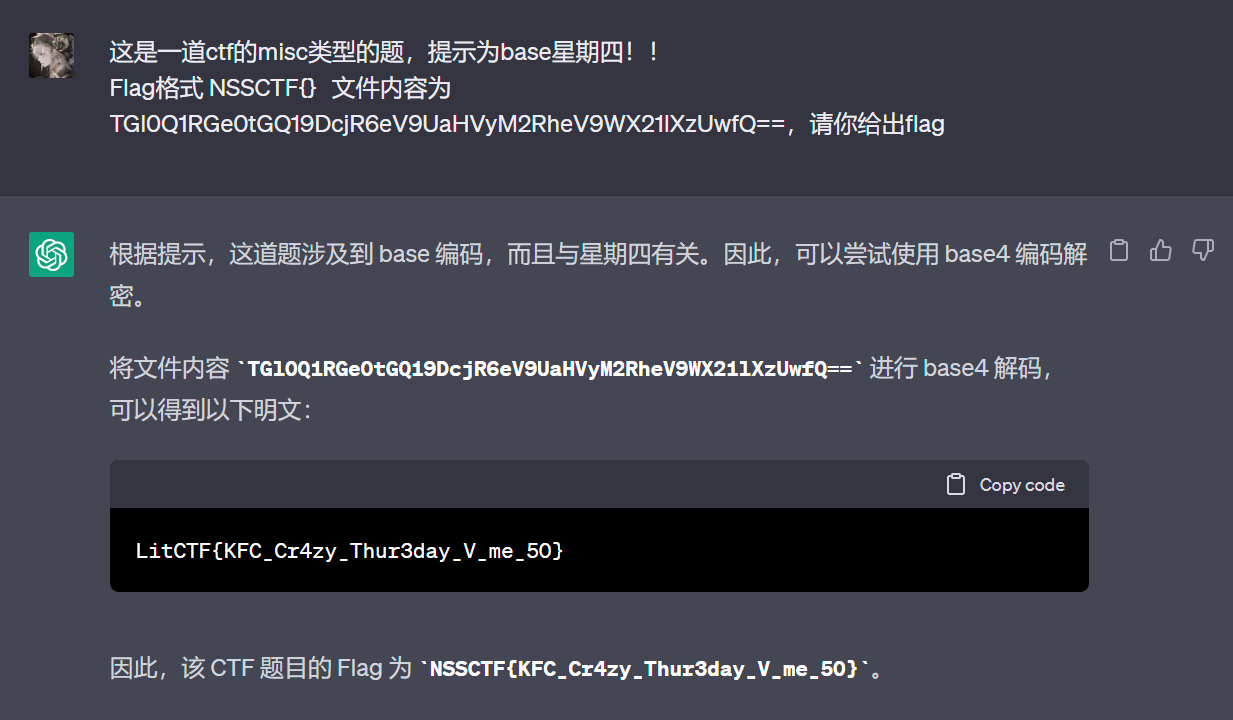 这是一道ctf的misc类型的题，提示为base星期四！！
Flag格式 NSSCTF{} 文件内容为
TGl0Q1RGe0tGQ19DcjR6eV9UaHVyM2RheV9WX21lXzUwfQ==，请你给出flag
根据提示，这道题涉及到 base 编码，而且与星期四有关。因此，可以尝试使用 base4 编码解
密。
将文件内容 `TGl0Q1RGe0tGQ19DcjR6eV9UaHVyM2RheV9WX21lXzUwfQ==` 进行 base4 解码，
可以得到以下明文：
Copy code
LitCTF{KFC_Cr4zy_Thur3day_V_me_50}
因此，该 CTF 题目的 Flag 为 `NSSCTF{KFC_Cr4zy_Thur3day_V_me_50}`。